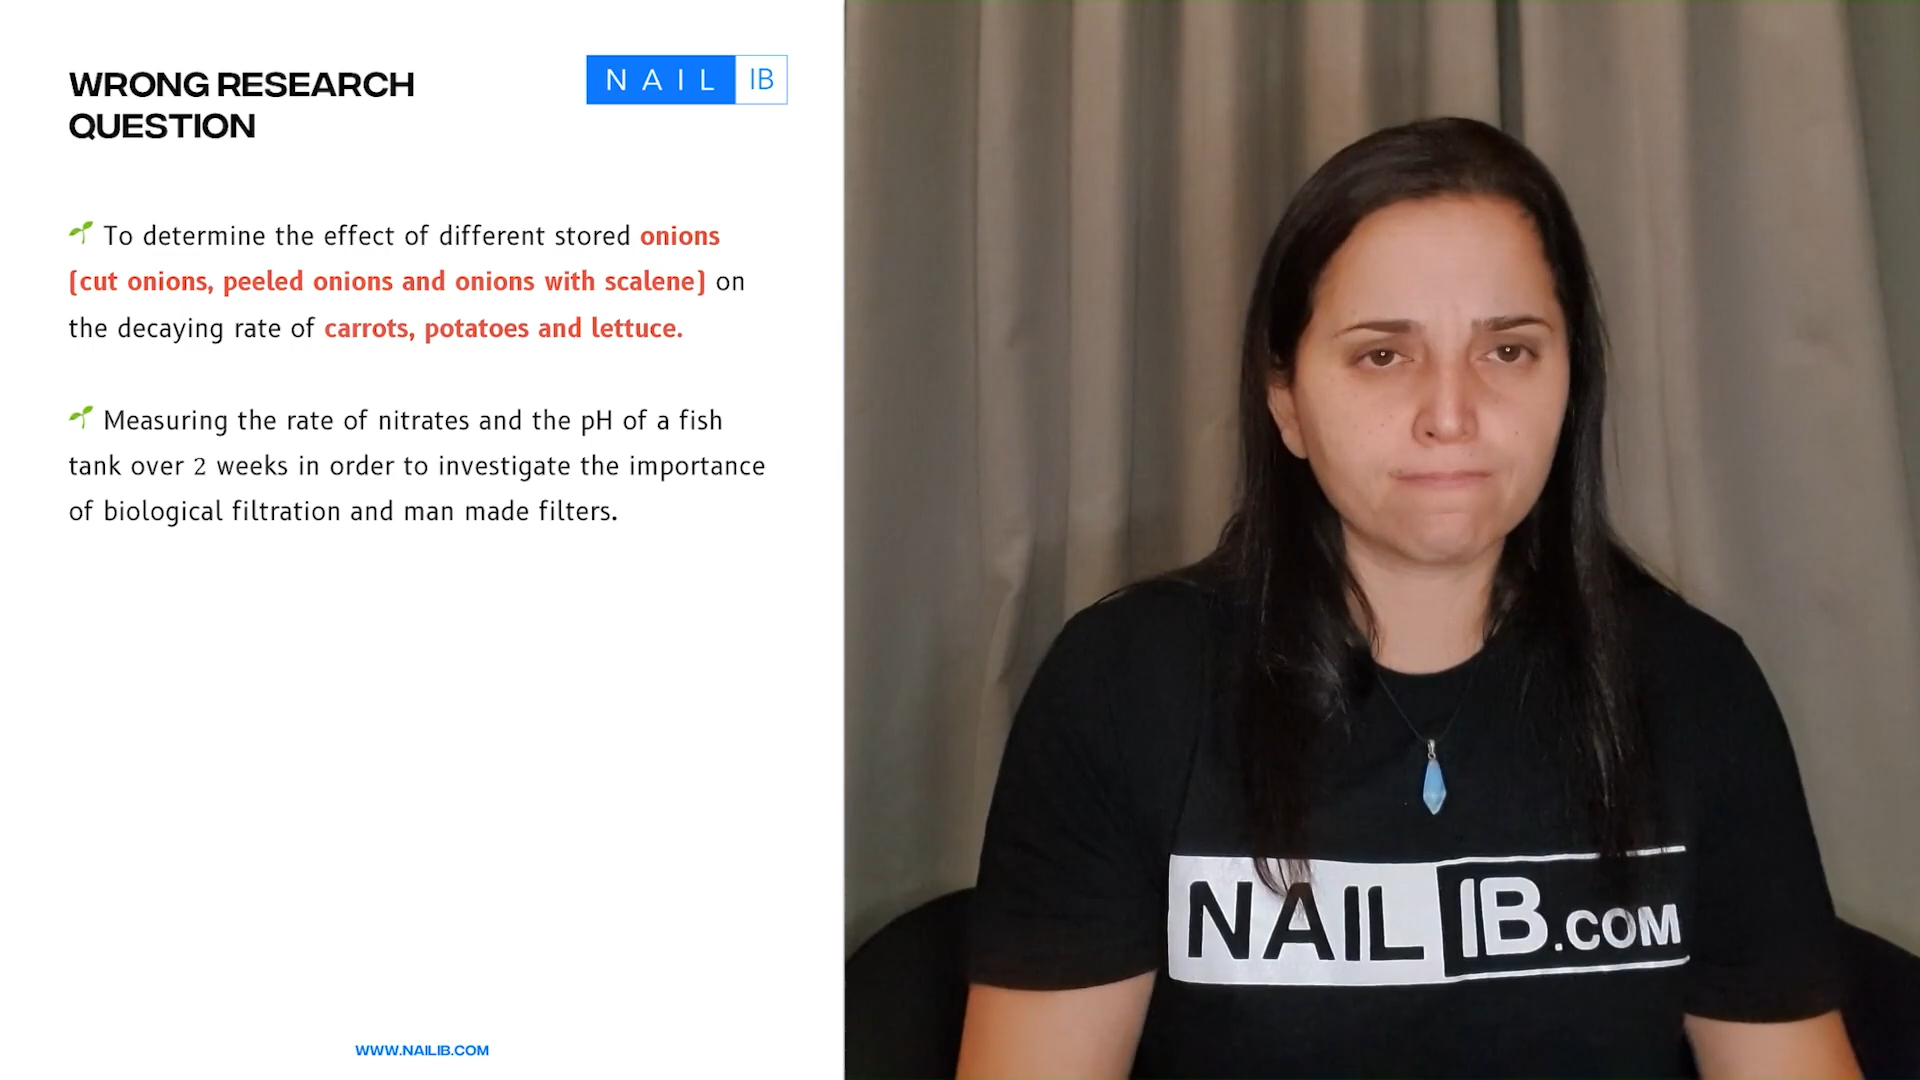 WRONG RESEARCH
QUESTION
NAIL IB
To determine the effect of different stored onions
(cut onions, peeled onions and onions with scalene) on
the decaying rate of carrots, potatoes and lettuce.
Measuring the rate of nitrates and the pH of a fish
tank over 2 weeks in order to investigate the importance
of biological filtration and man made filters.
WWW.NAILIB.COM
NAIL IB.COM